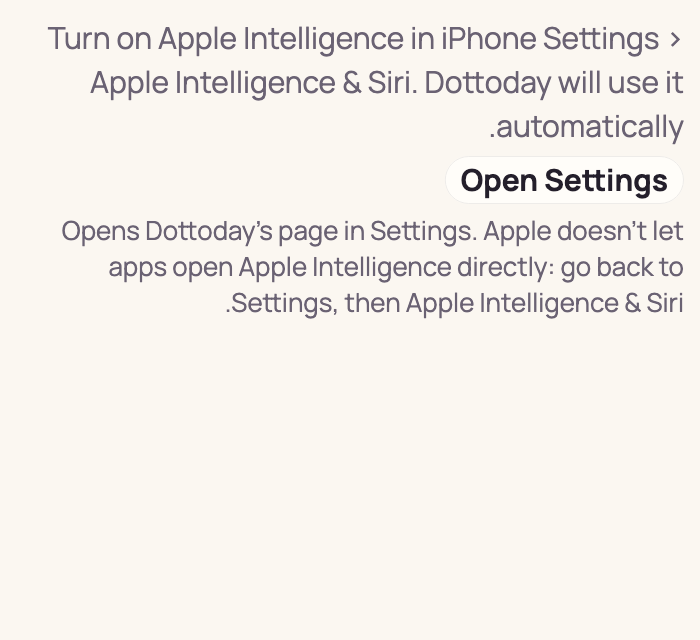 Turn on Apple Intelligence in iPhone Settings ›
Apple Intelligence & Siri. Dottoday will use it
automatically.
Open Settings
Opens Dottoday’s page in Settings. Apple doesn’t let
apps open Apple Intelligence directly: go back to
Settings, then Apple Intelligence & Siri.